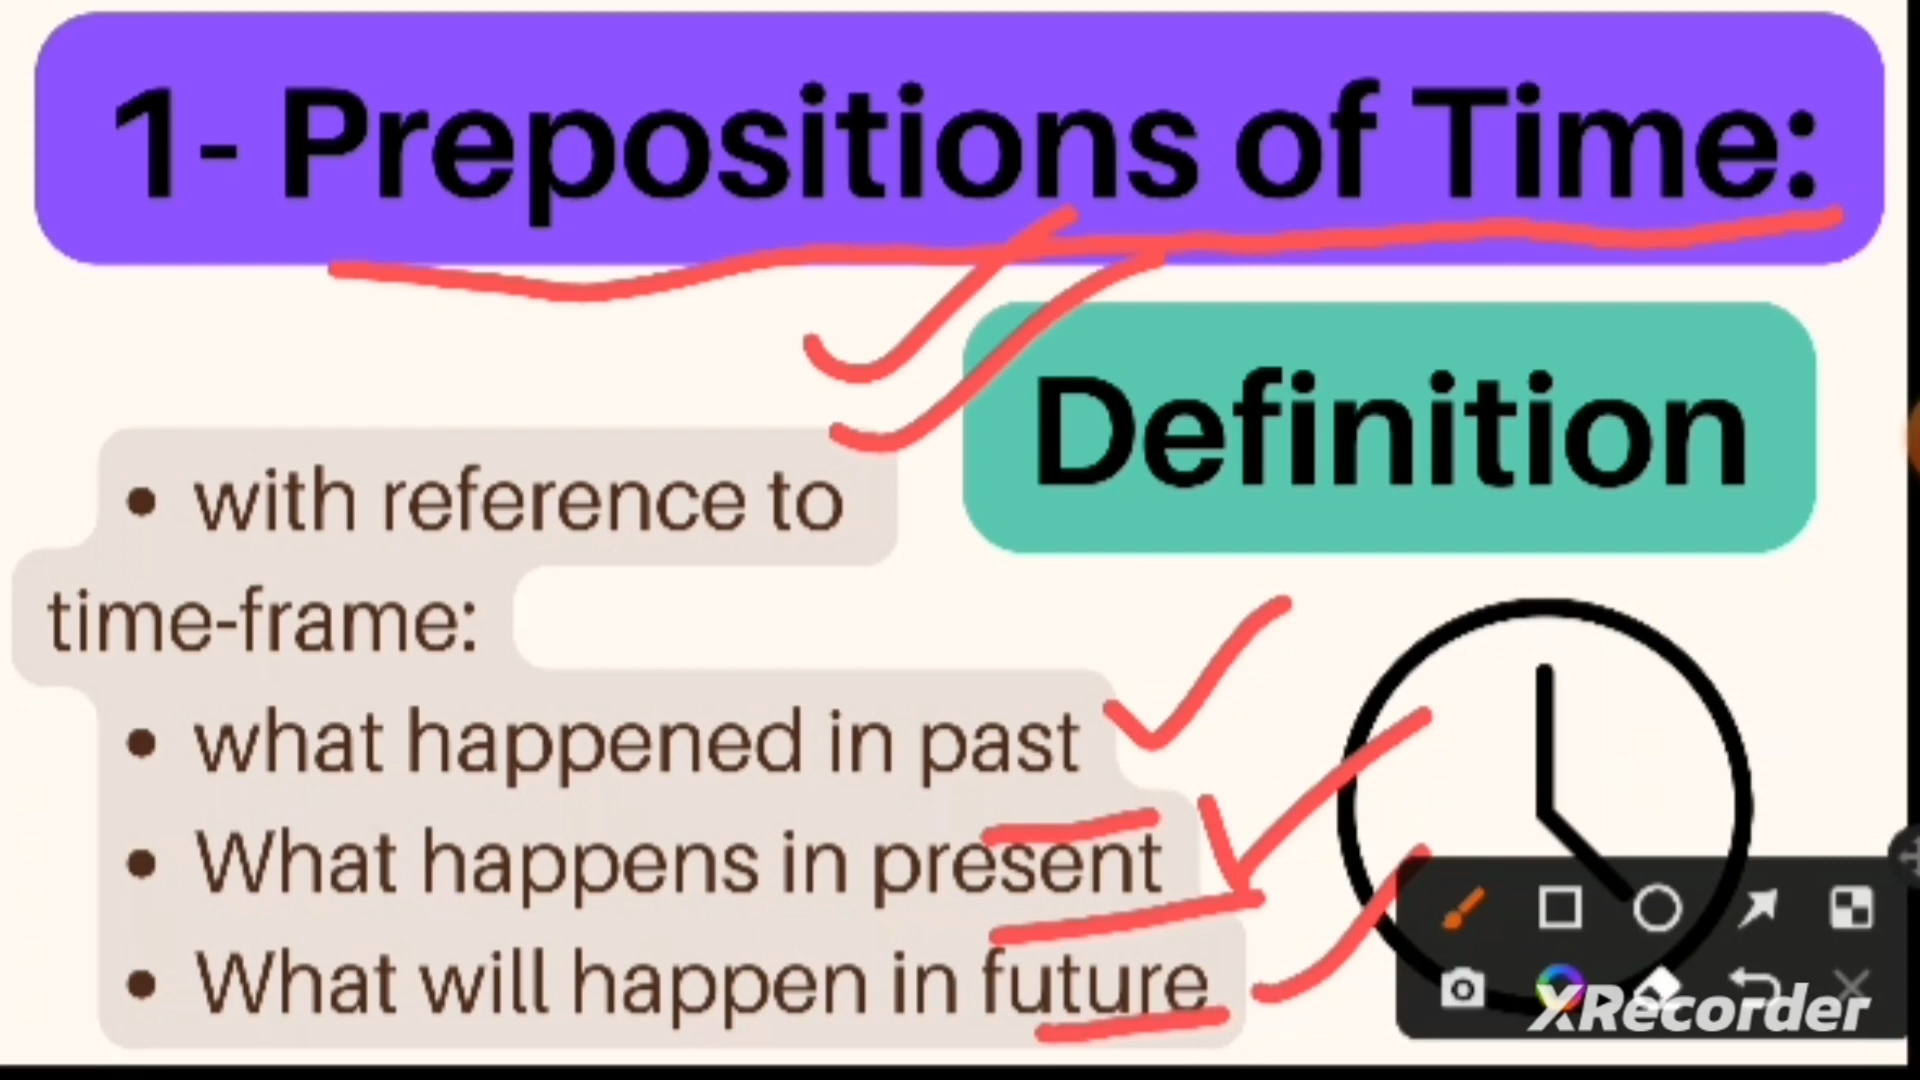 1- Prepositions of Time:
Definition
• with reference to
time-frame:
• what happened in past
• What happens in present
• What will happen in future
XRecorder